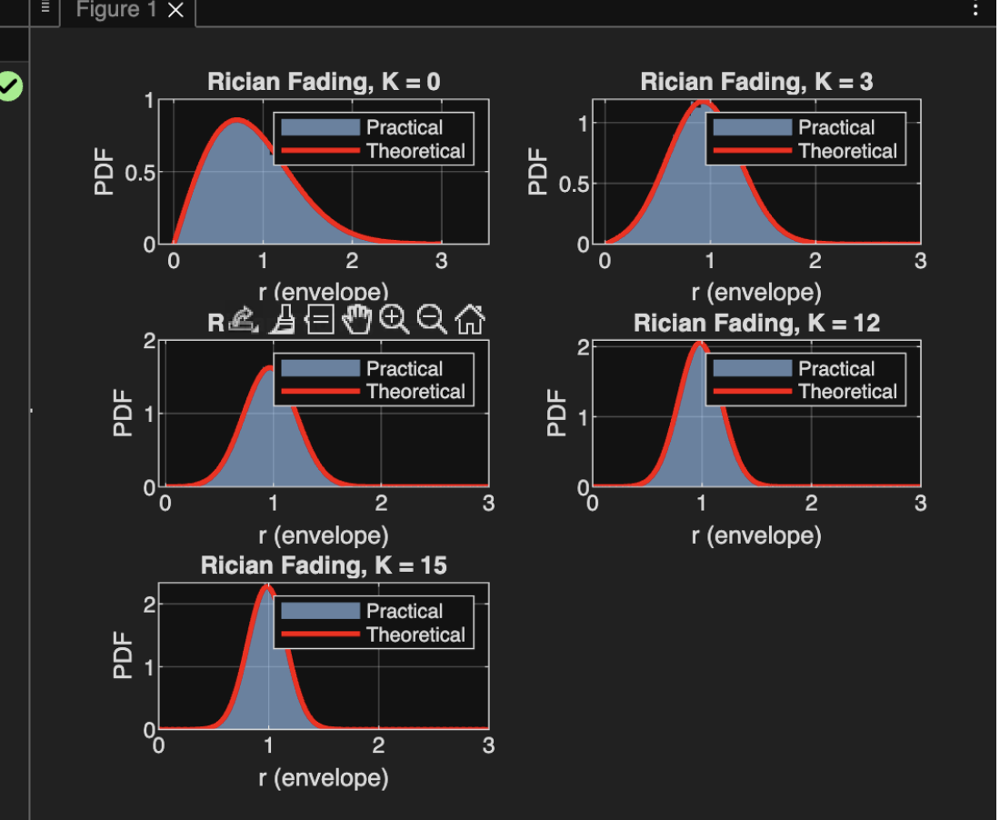 Figure 1
Rician Fading, K = 0
1
0.5
0
PDF
Practical
Theoretical
0 1 2 3
r (envelope)
Rician Fading, K = 3
1
0.5
0
PDF
Practical
Theoretical
0 1 2 3
r (envelope)
R
2
1
0
PDF
Practical
Theoretical
0 1 2 3
r (envelope)
Rician Fading, K = 12
2
1
0
PDF
Practical
Theoretical
0 1 2 3
r (envelope)
Rician Fading, K = 15
2
1
0
PDF
Practical
Theoretical
0 1 2 3
r (envelope)